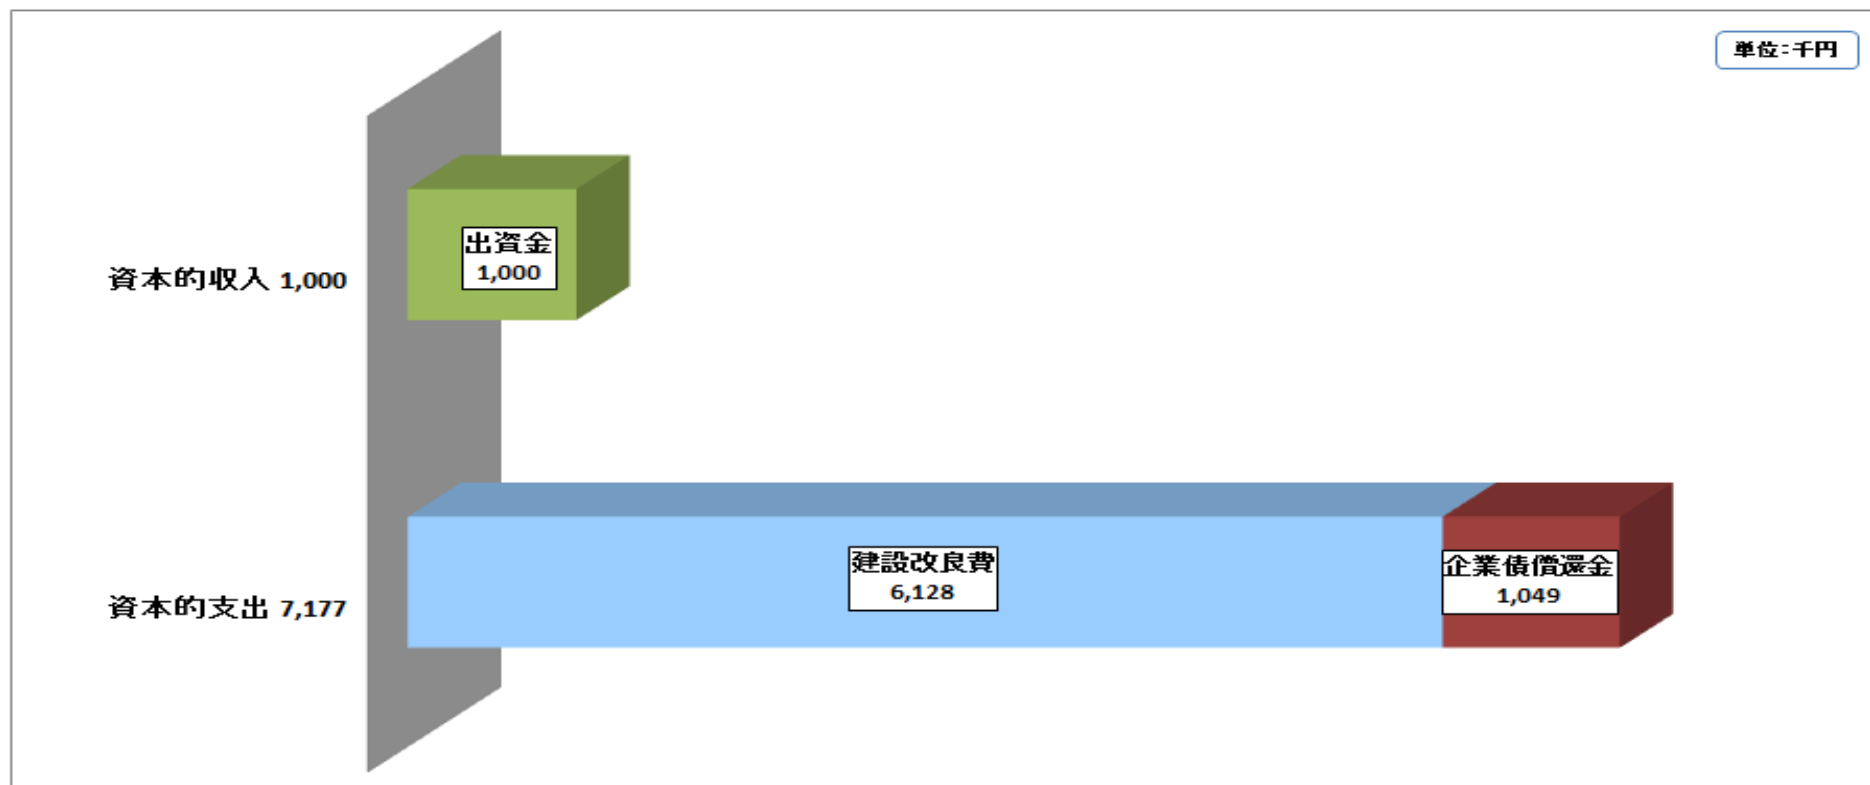 単位：千円
出資金
1,000
資本的収入 1,000
建設改良費
6,128
企業債償還金
1,049
資本的支出 7,177